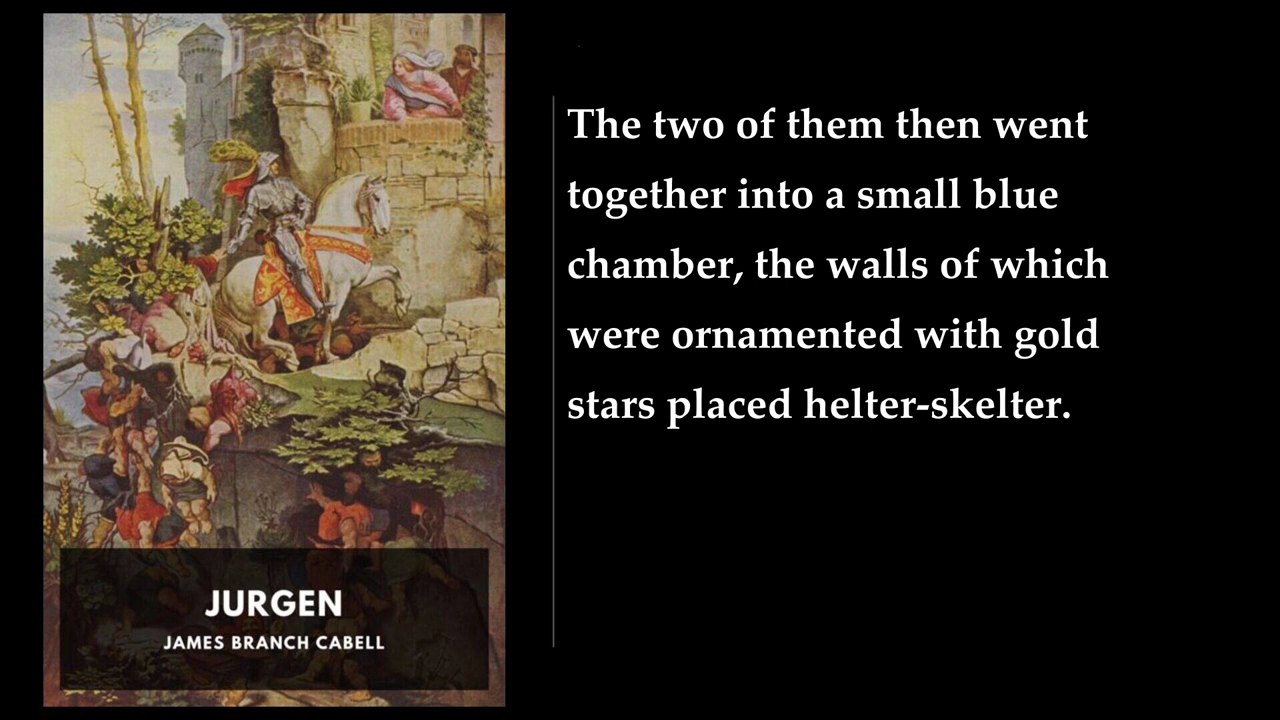 JURGEN
JAMES BRANCH CABELL
The two of them then went
together into a small blue
chamber, the walls of which
were ornamented with gold
stars placed helter-skelter.